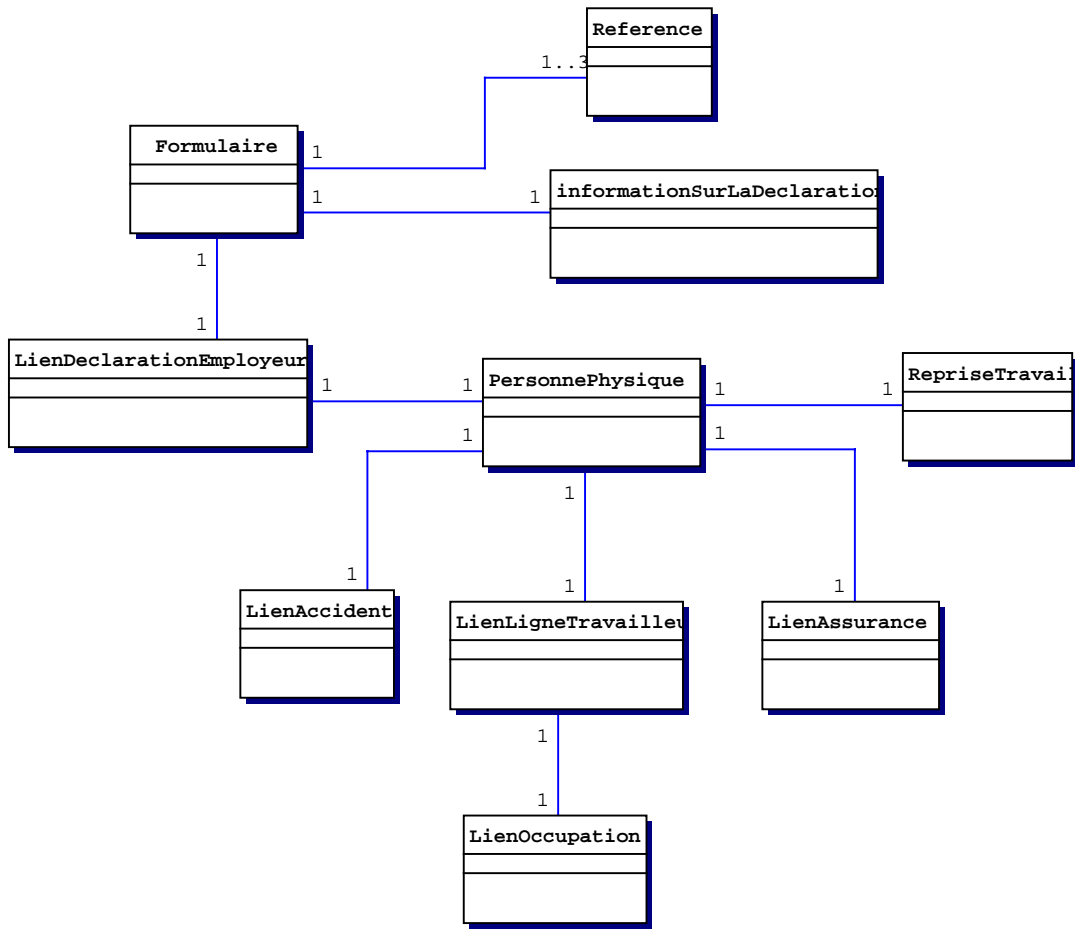 Reference
1..3
Formulaire
1
informationSurLaDeclaration
1
1
1
1
LienDeclarationEmployeur
PersonnePhysique
RepriseTravail
1
1
1
1
1
1
1
1
1
1
LienAccident
LienLigneTravailleu
LienAssurance
1
1
LienOccupation